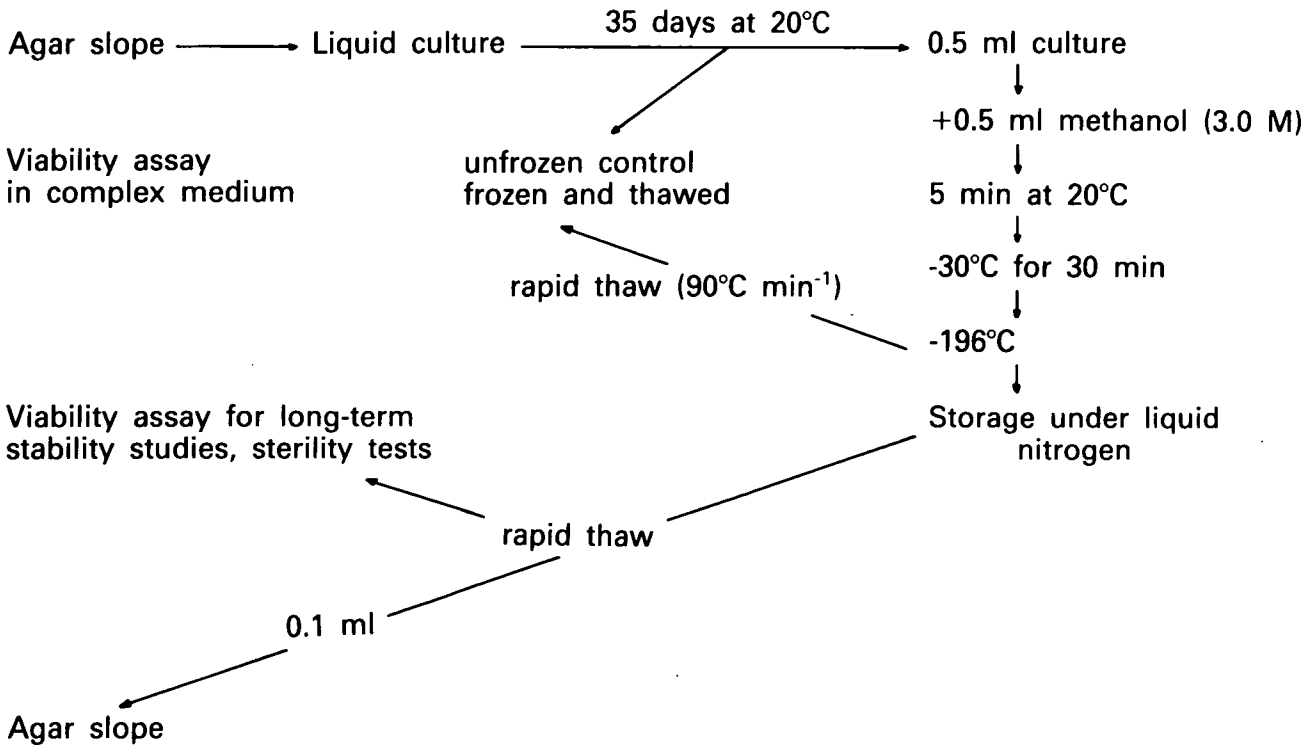 35 days at 20°C
Agar slope
Liquid culture
0.5 ml culture
+0.5 ml methanol (3.0 M)
Viability assay
in complex medium
unfrozen control
frozen and thawed
5 min at 20°C
-30°C for 30 min
rapid thaw (90°C min⁻¹)
-196°C
Viability assay for long-term
stability studies, sterility tests
Storage under liquid
nitrogen
rapid thaw
0.1 ml
Agar slope